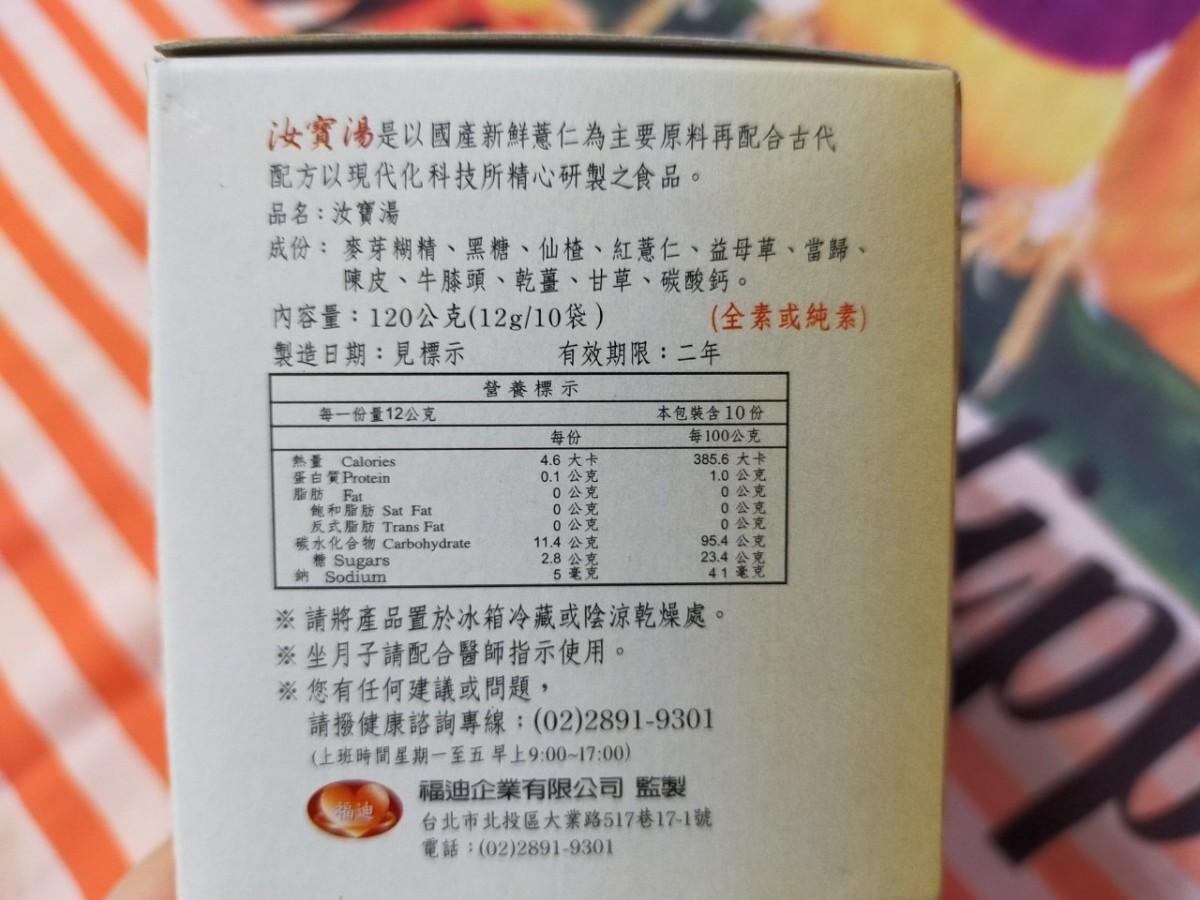 汝寶湯是以國產新鮮薏仁為主要原料再配合古代
配方以現代化科技所精心研製之食品。
品名：汝寶湯
成份： 麥芽糊精、黑糖、仙楂、紅薏仁、益母草、當歸、
陳皮、牛膝頭、乾薑、甘草、碳酸鈣。
內容量：120公克(12g/10袋) (全素或純素)
製造日期：見標示 有效期限：二年
營養標示
每一份量12公克 本包裝含10份
每份 每100公克
熱量 Calories 4.6 大卡 385.6 大卡
蛋白質Protein 0.1 公克 1.0 公克
脂肪 Fat 0 公克 0 公克
飽和脂肪 Sat Fat 0 公克 0 公克
反式脂肪 Trans Fat 0 公克 0 公克
碳水化合物 Carbohydrate 11.4 公克 95.4 公克
糖 Sugars 2.8 公克 23.4 公克
鈉 Sodium 5 毫克 41 毫克
※ 請將產品置於冰箱冷藏或陰涼乾燥處。
※ 坐月子請配合醫師指示使用。
※ 您有任何建議或問題，
請撥健康諮詢專線：(02)2891-9301
(上班時間星期一至五 早上9:00~17:00)
福迪
福迪企業有限公司 監製
台北市北投區大業路517巷17-1號
電話：(02)2891-9301